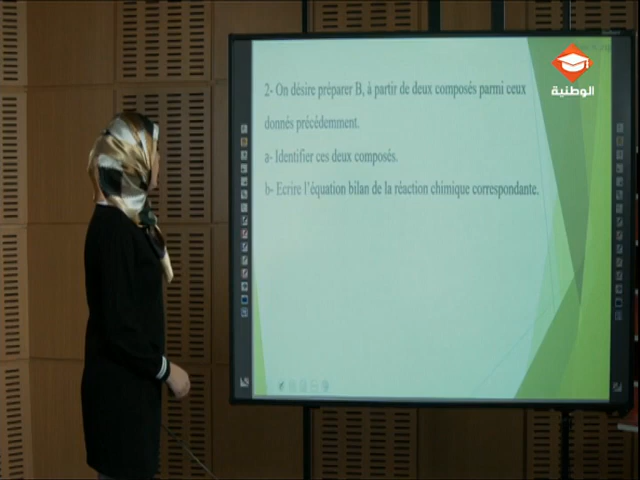 الوطنية
2- On désire préparer B, à partir de deux composés parmi ceux
donnés précédemment.
a- Identifier ces deux composés.
b- Ecrire l'équation bilan de la réaction chimique correspondante.